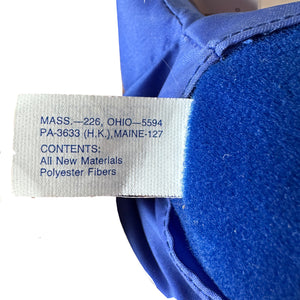 MASS.—226, OHIO—5594
PA-3633 (H.K.), MAINE-127
CONTENTS:
All New Materials
Polyester Fibers